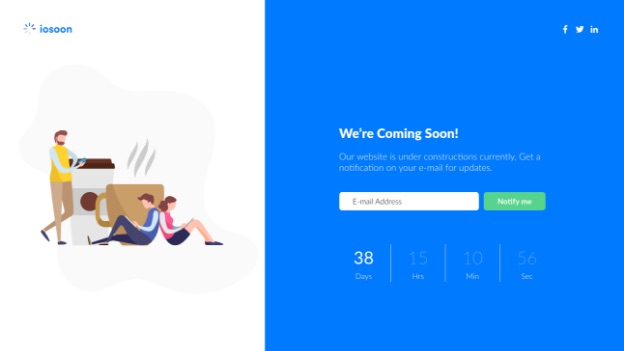 iosoon
We're Coming Soon!
Our website is under constructions currently, Get a
notification on your e-mail for updates.
E-mail Address
Notify me
38 15 10 56
Days Hrs Min Sec